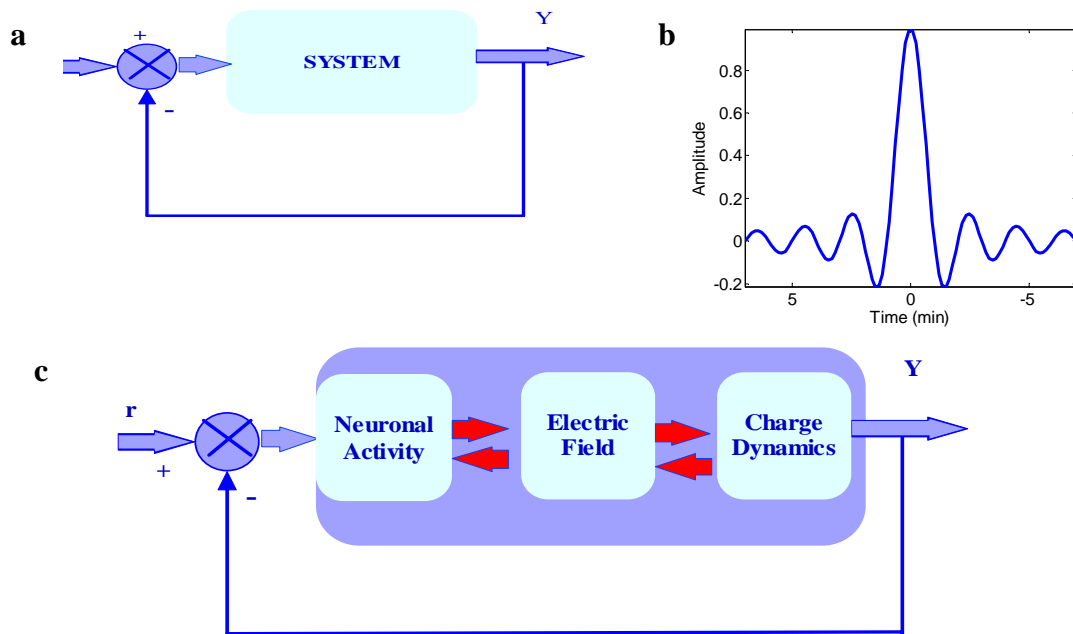 a
+
SYSTEM
Y
-
b
Amplitude
0.8
0.6
0.4
0.2
0
-0.2
5
0
-5
Time (min)
c
r
+
-
Neuronal
Activity
Electric
Field
Charge
Dynamics
Y